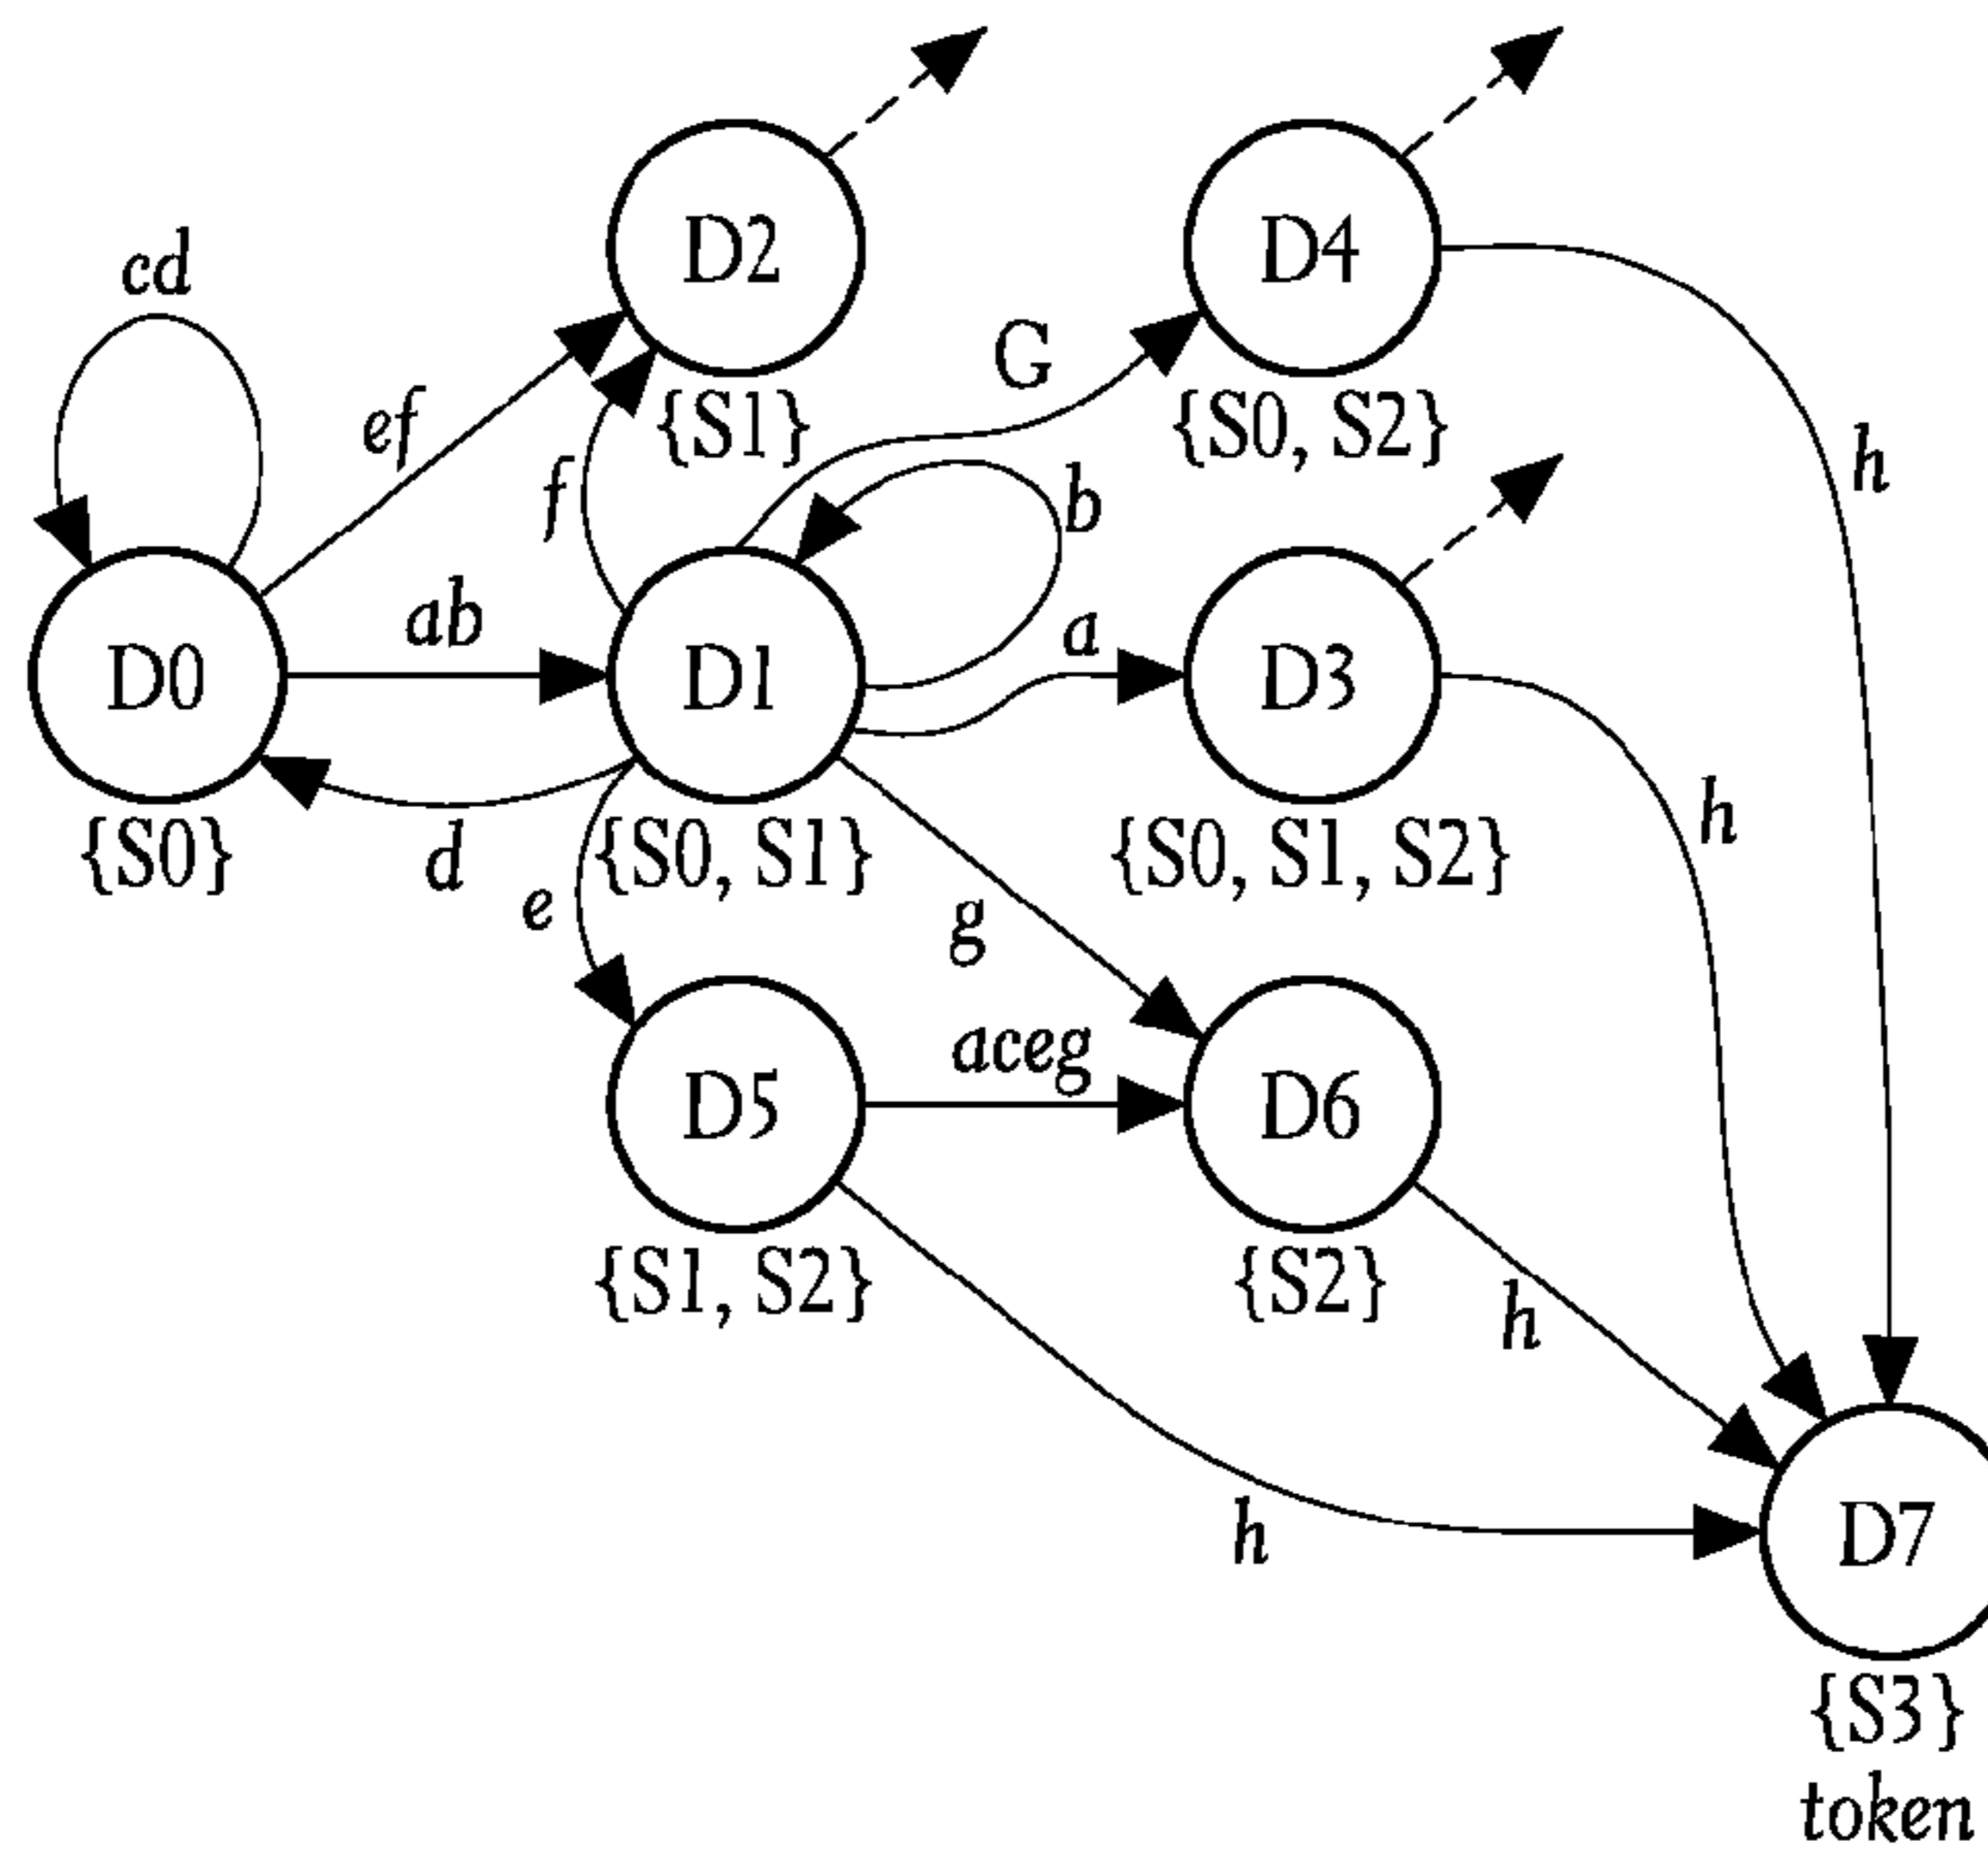 cd
D2
D4
G
ef
{S1}
{S0, S2}
f
b
h
ab
a
D0
D1
D3
h
{S0}
d
{S0, S1}
{S0, S1, S2}
e
g
aceg
D5
D6
{S1, S2}
{S2}
h
h
D7
{S3}
token